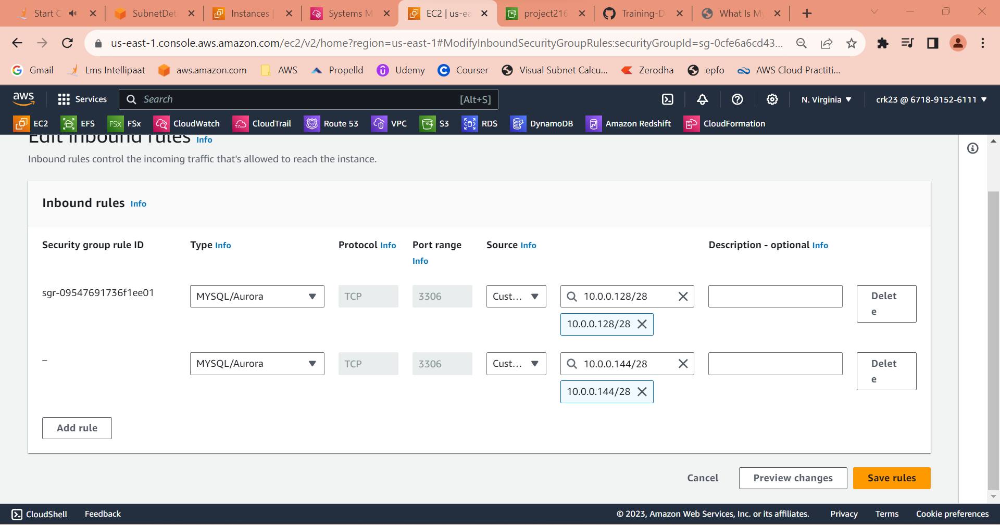 Start C
SubnetDet
Instances |
Systems M
EC2 | us-ea
project216
Training-D
What Is My
us-east-1.console.aws.amazon.com/ec2/v2/home?region=us-east-1#ModifyInboundSecurityGroupRules:securityGroupId=sg-0cfe6a6cd43...
Gmail
Lms Intellipaat
aws.amazon.com
AWS
Propelld
Udemy
Courser
Visual Subnet Calcu...
Zerodha
epfo
AWS Cloud Practiti...
aws
Services
Search
[Alt+S]
N. Virginia
crk23 @ 6718-9152-6111
EC2
EFS
FSx FSx
CloudWatch
CloudTrail
53 Route 53
VPC
S3
RDS
DynamoDB
Amazon Redshift
CloudFormation
Edit inbound rules Info
Inbound rules control the incoming traffic that's allowed to reach the instance.
Inbound rules Info
Security group rule ID
Type Info
Protocol Info
Port range
Info
Source Info
Description - optional Info
sgr-09547691736f1ee01
MYSQL/Aurora
TCP
3306
Cust...
10.0.0.128/28
10.0.0.128/28
Delet
e
–
MYSQL/Aurora
TCP
3306
Cust...
10.0.0.144/28
10.0.0.144/28
Delet
e
Add rule
Cancel
Preview changes
Save rules
CloudShell
Feedback
© 2023, Amazon Web Services, Inc. or its affiliates.
Privacy
Terms
Cookie preferences